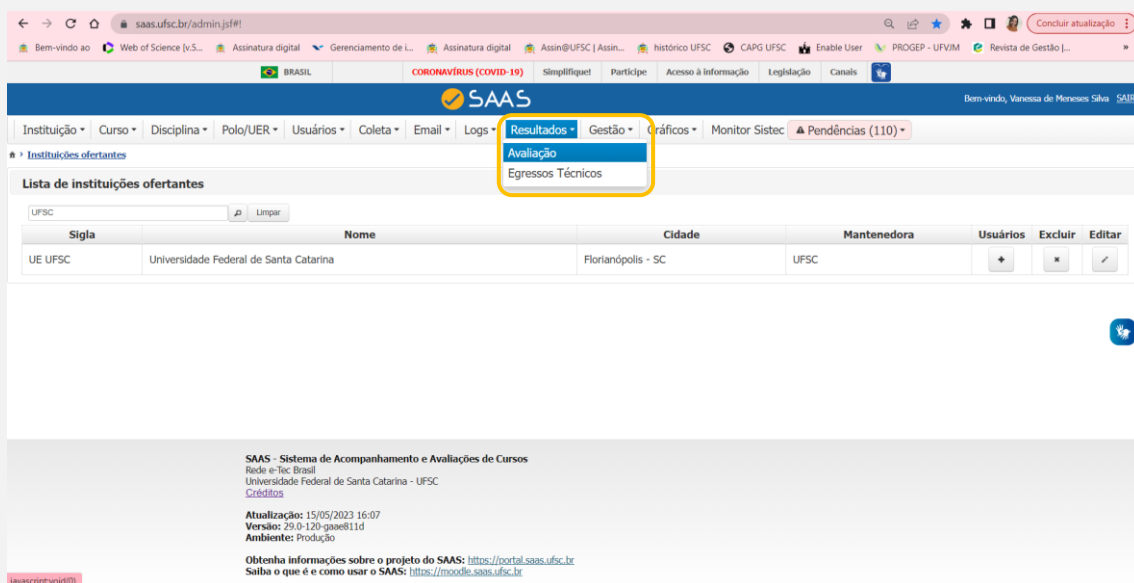 saas.ufsc.br/admin.jsf#!
Concluir atualização
Bem-vindo ao
Web of Science [v.5...
Assinatura digital
Gerenciamento de i...
Assinatura digital
Assin@UFSC | Assin...
histórico UFSC
CAPG UFSC
Enable User
PROGEP - UFVJM
Revista de Gestão |...
»
BRASIL
CORONAVÍRUS (COVID-19)
Simplifique!
Participe
Acesso à informação
Legislação
Canais
SAAS
Bem-vindo, Vanessa de Meneses Silva SAIR
Instituição
Curso
Disciplina
Polo/UER
Usuários
Coleta
Email
Logs
Resultados
Gestão
Gráficos
Monitor Sistec
Pendências (110)
Avaliação
Egressos Técnicos
Instituições ofertantes
Lista de instituições ofertantes
UFSC
Limpar
Sigla Nome Cidade Mantenedora Usuários Excluir Editar
UE UFSC Universidade Federal de Santa Catarina Florianópolis - SC UFSC
SAAS - Sistema de Acompanhamento e Avaliações de Cursos
Rede e-Tec Brasil
Universidade Federal de Santa Catarina - UFSC
Créditos
Atualização: 15/05/2023 16:07
Versão: 29.0-120-gaae811d
Ambiente: Produção
Obtenha informações sobre o projeto do SAAS: https://portal.saas.ufsc.br
Saiba o que é e como usar o SAAS: https://moodle.saas.ufsc.br
javascript:void(0)